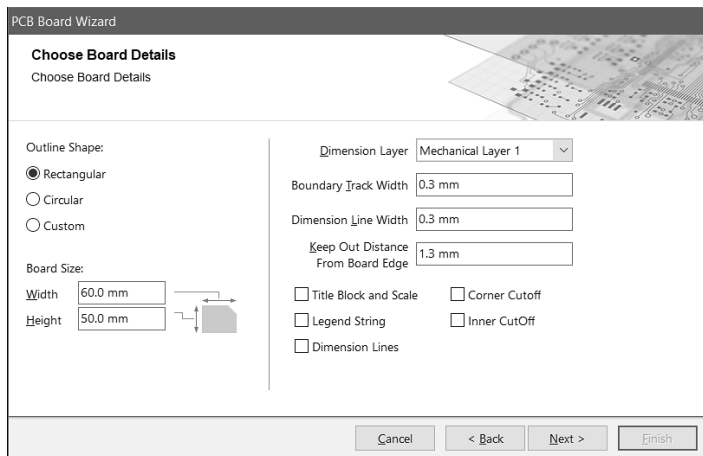 PCB Board Wizard
Choose Board Details
Choose Board Details
Outline Shape:
Rectangular
Circular
Custom
Board Size:
Width 60.0 mm
Height 50.0 mm
Dimension Layer Mechanical Layer 1
Boundary Track Width 0.3 mm
Dimension Line Width 0.3 mm
Keep Out Distance
From Board Edge 1.3 mm
Title Block and Scale Corner Cutoff
Legend String Inner CutOff
Dimension Lines
Cancel < Back Next > Finish